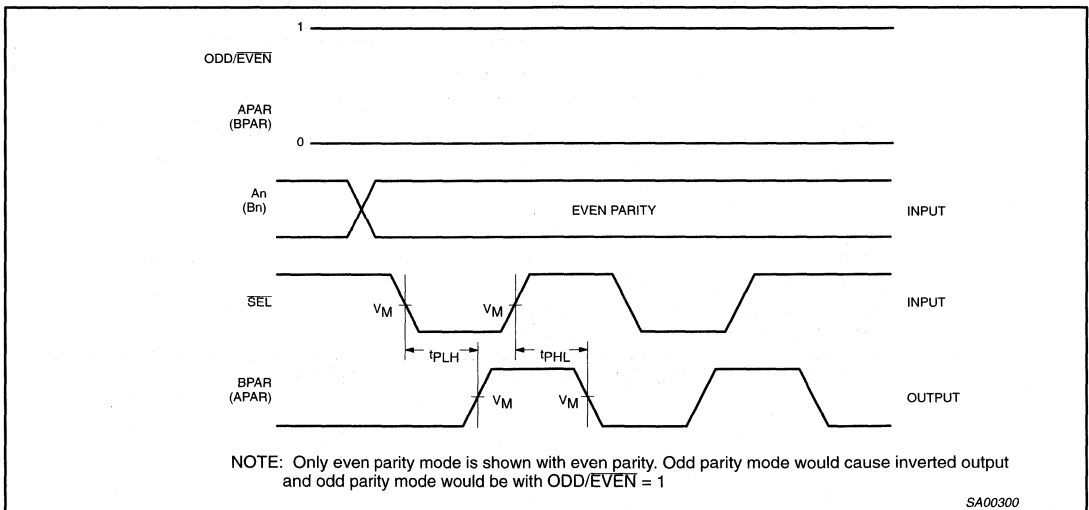 1
ODD/EVEN
APAR
(BPAR)
0
An
(Bn)
EVEN PARITY
INPUT
SEL
VM
VM
INPUT
tPLH
tPHL
BPAR
(APAR)
VM
VM
OUTPUT
NOTE: Only even parity mode is shown with even parity. Odd parity mode would cause inverted output
and odd parity mode would be with ODD/EVEN = 1
SA00300